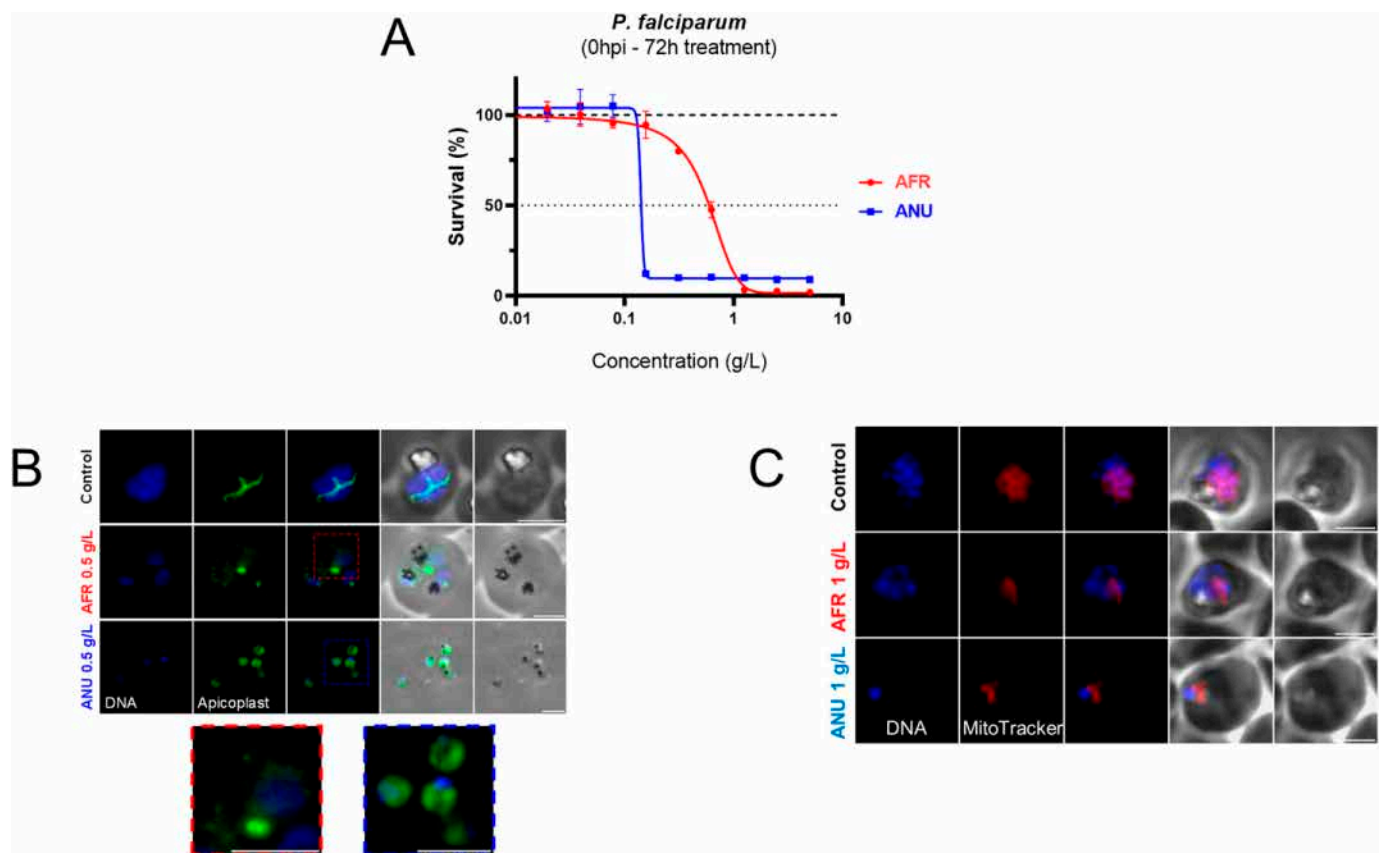 A
P. falciparum
(0hpi - 72h treatment)
Survival (%)
100
50
0
0.01
0.1
1
10
Concentration (g/L)
AFR
ANU
B
Control
AFR 0.5 g/L
ANU 0.5 g/L
DNA
Apicoplast
C
Control
AFR 1 g/L
ANU 1 g/L
DNA
MitoTracker